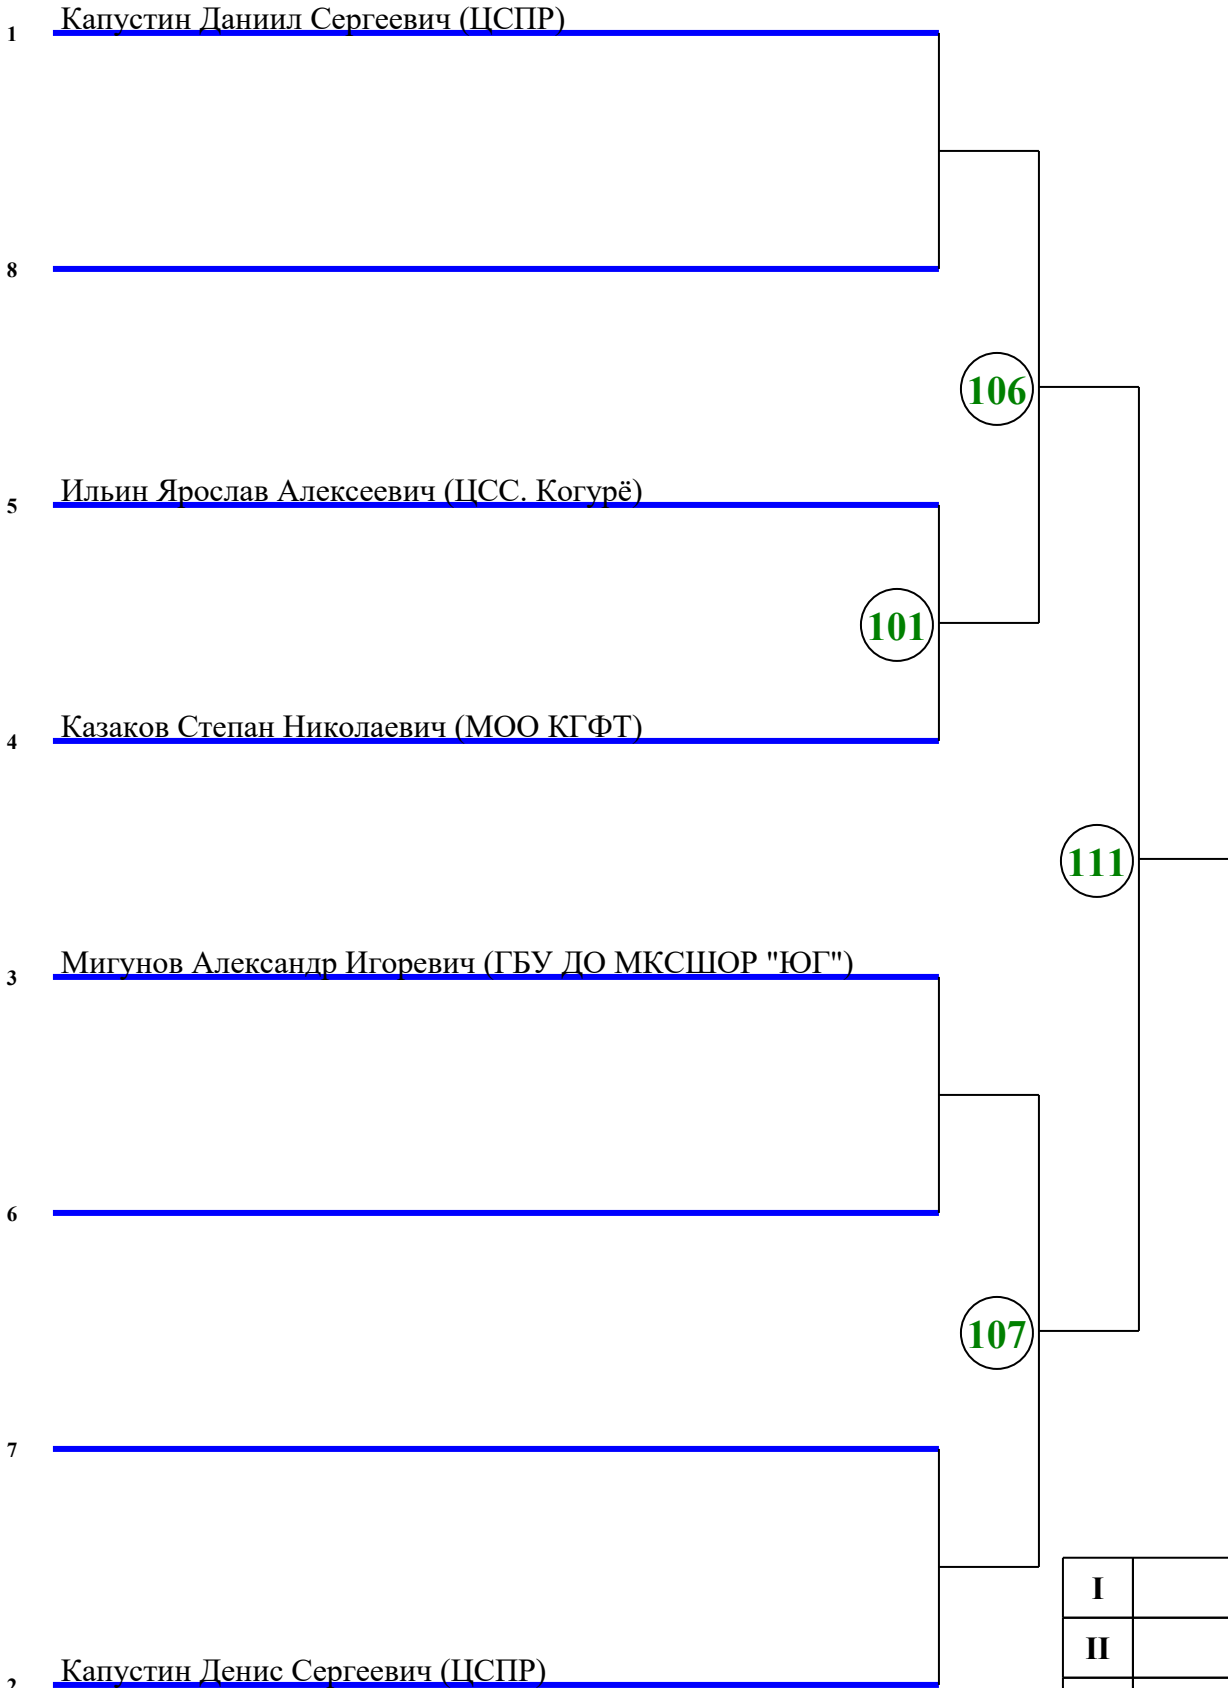 1 Капустин Даниил Сергеевич (ЦСПР)
8
106
5 Ильин Ярослав Алексеевич (ЦСС. Когурё)
101
4 Казаков Степан Николаевич (МОО КГФТ)
111
3 Мигунов Александр Игоревич (ГБУ ДО МКСШОР "ЮГ")
6
107
7
I
II
2 Капустин Денис Сергеевич (ЦСПР)